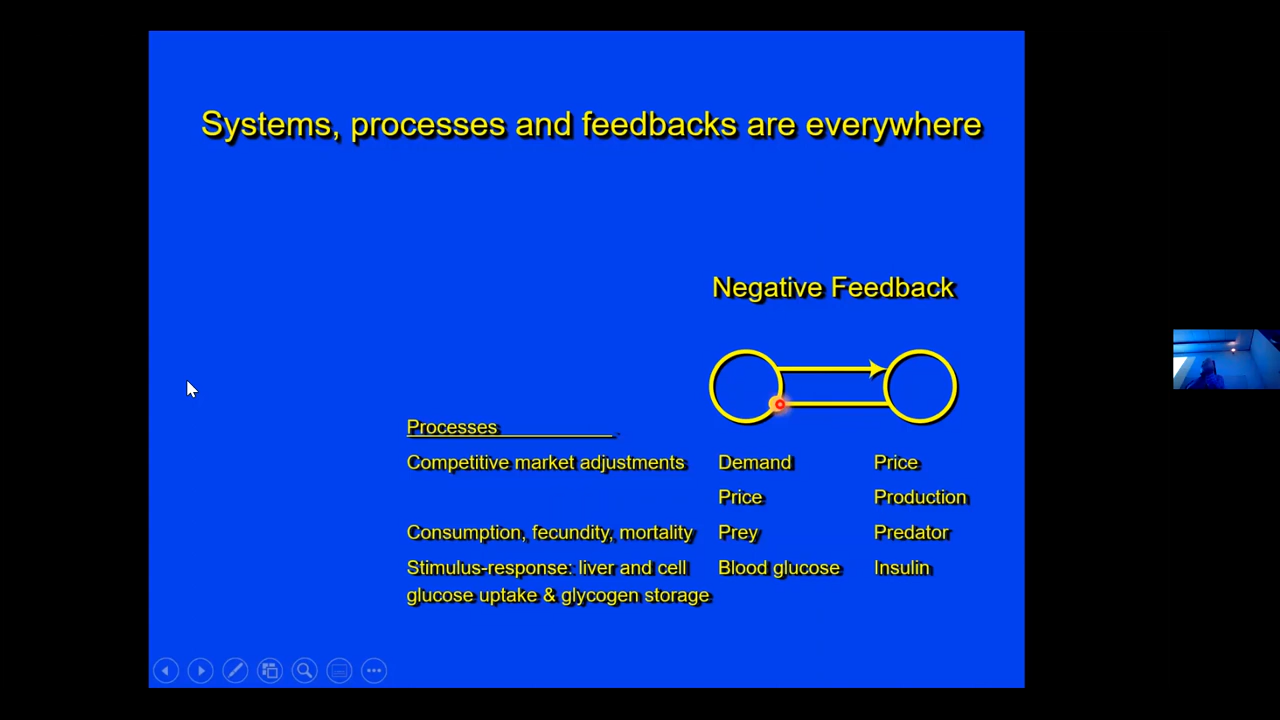 Systems, processes and feedbacks are everywhere
Negative Feedback
Processes
Competitive market adjustments Demand Price
Price Production
Consumption, fecundity, mortality Prey Predator
Stimulus-response: liver and cell Blood glucose Insulin
glucose uptake & glycogen storage